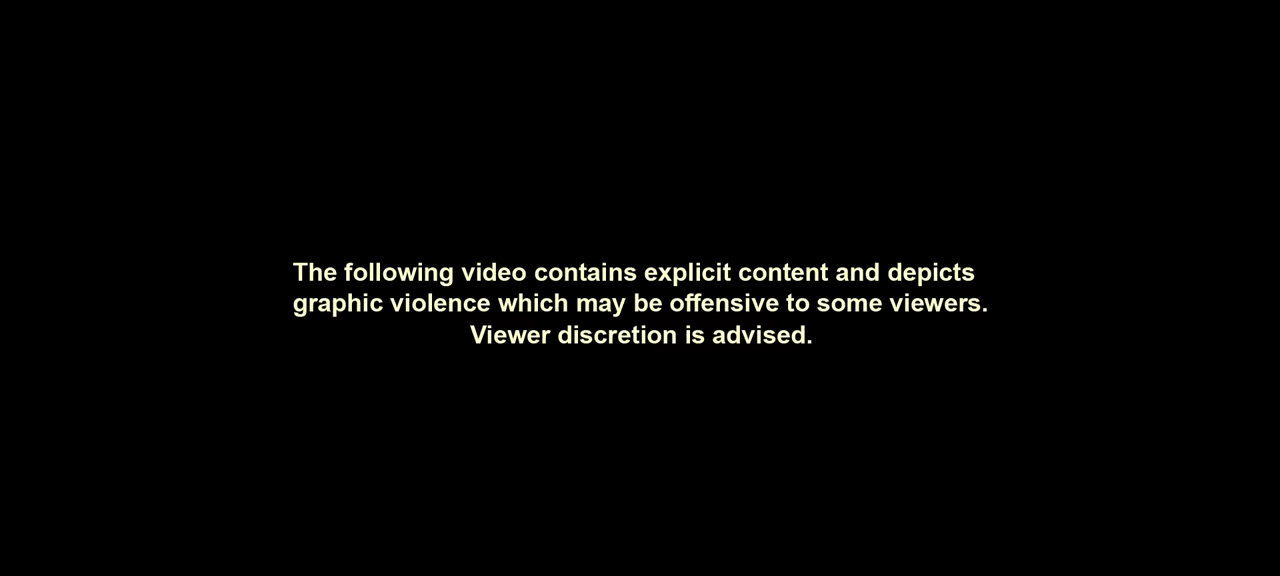 The following video contains explicit content and depicts
graphic violence which may be offensive to some viewers.
Viewer discretion is advised.